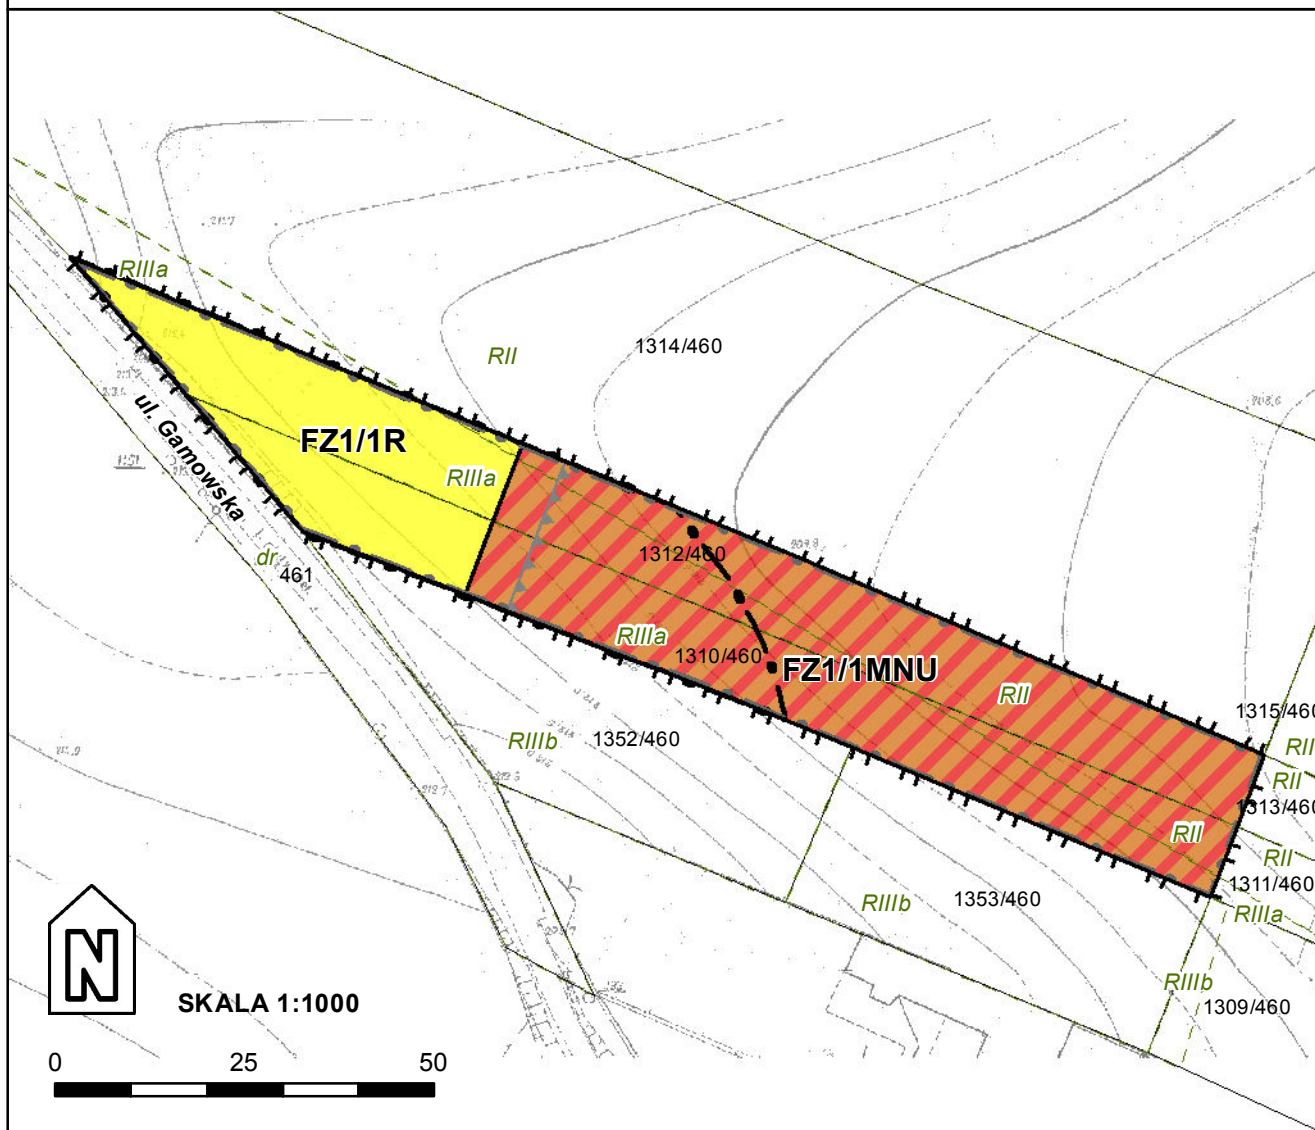 RIIIa
RII
1314/460
ul. Gamowska
FZ1/1R
RIIIa
1312/460
dr
461
RIIIa
1310/460
FZ1/1MNU
RII
1315/460
RII
RII
1313/460
RIIIb
1352/460
RII
RII
1311/460
RIIIb
1353/460
RIIIa
RIIIb
1309/460
N
SKALA 1:1000
0 25 50